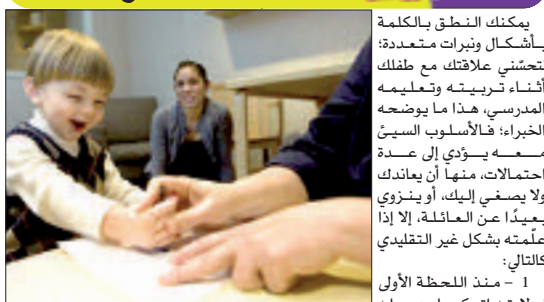 يمكنك النطق بالكلمة
بأشكال ونبرات متعددة؛
لتحسّني علاقتك مع طفلك
أثناء تربيته وتعليمه
المدرسي، هذا ما يوضحه
الخبراء؛ فالأسلوب السيئ
معه يؤدي إلى عدة
احتمالات، منها أن يعاندك
ولا يصغي إليك، أو ينزوي
بعيدًا عن العائلة، إلا إذا
علّمته بشكل غير التقليدي
كالتالي:
1 – منذ اللحظة الأولى